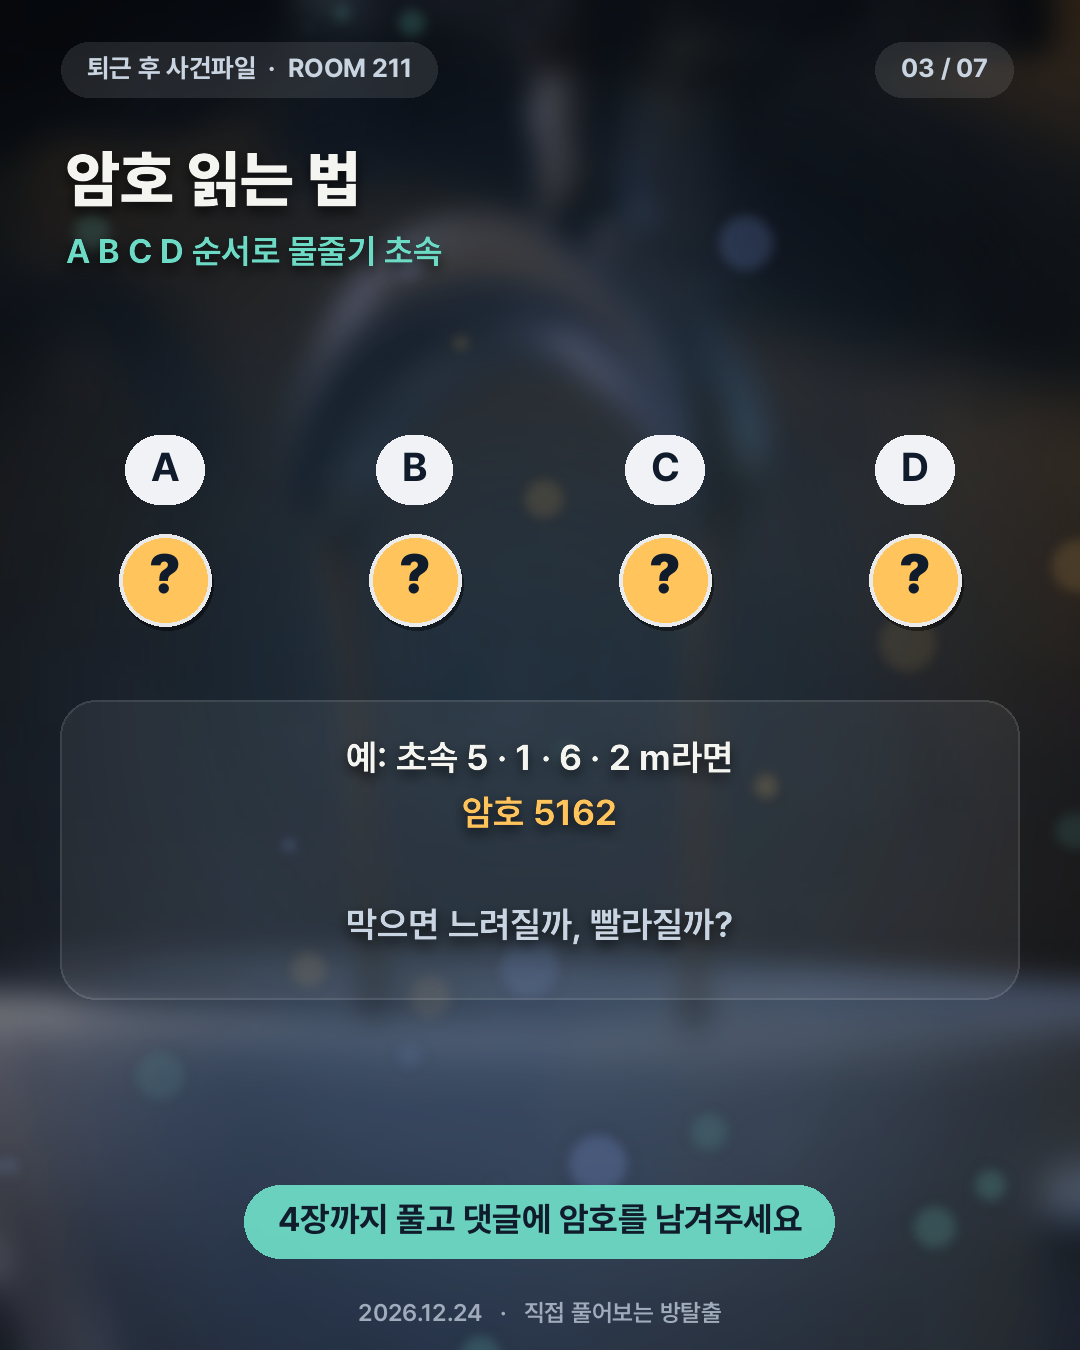 퇴근 후 사건파일 · ROOM 211
03 / 07
암호 읽는 법
A B C D 순서로 물줄기 초속
A B C D
? ? ? ?
예: 초속 5 · 1 · 6 · 2 m라면
암호 5162
막으면 느려질까, 빨라질까?
4장까지 풀고 댓글에 암호를 남겨주세요
2026.12.24 · 직접 풀어보는 방탈출